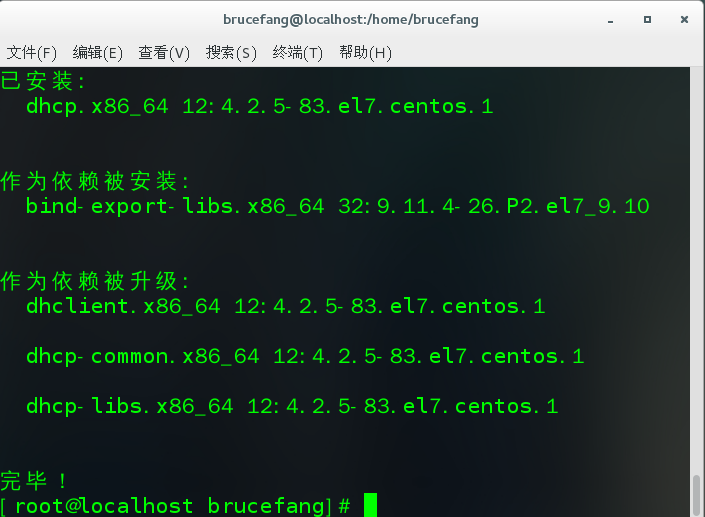 brucefang@localhost:/home/brucefang
文件(F) 编辑(E) 查看(V) 搜索(S) 终端(T) 帮助(H)
已安装:
dhcp.x86_64 12:4.2.5-83.el7.centos.1
作为依赖被安装:
bind-export-libs.x86_64 32:9.11.4-26.P2.el7_9.10
作为依赖被升级:
dhclient.x86_64 12:4.2.5-83.el7.centos.1
dhcp-common.x86_64 12:4.2.5-83.el7.centos.1
dhcp-libs.x86_64 12:4.2.5-83.el7.centos.1
完毕！
[root@localhost brucefang]#